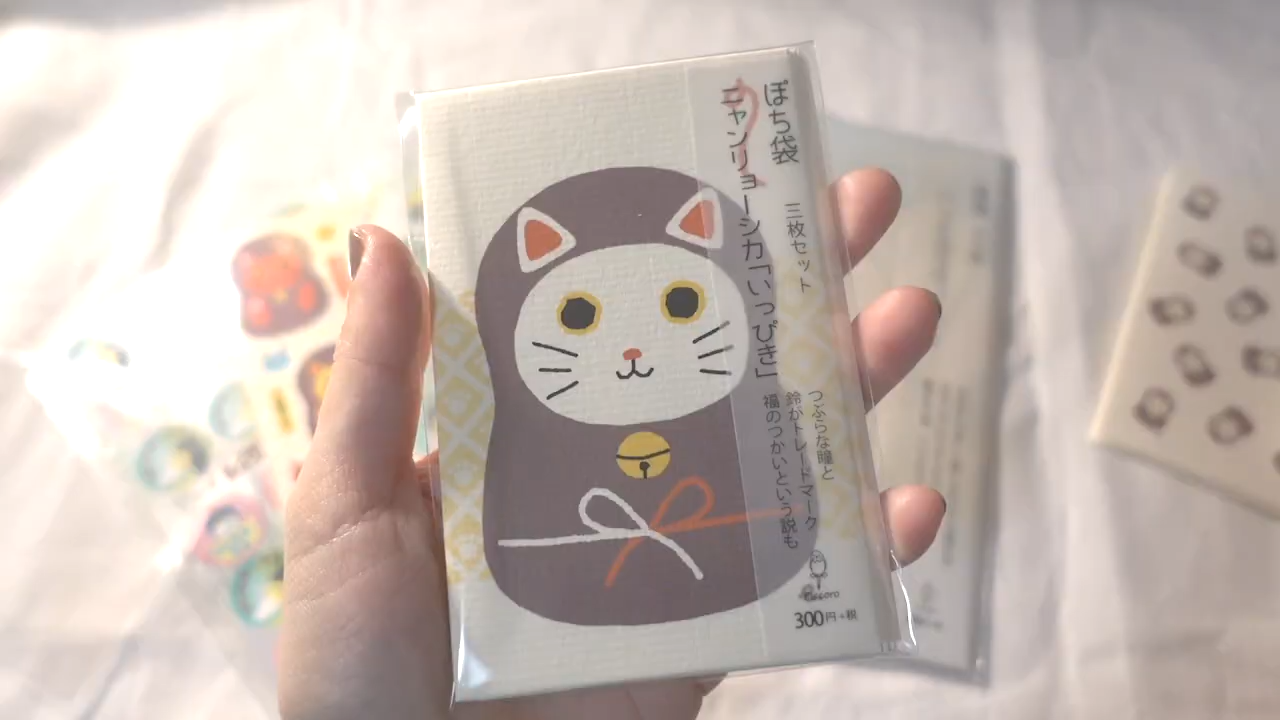 ぽち袋 三枚セット
ニャンリョーシカ「いっぴき」
つぶらな瞳と
鈴がトレードマーク
福のつかいという説も
300円+税